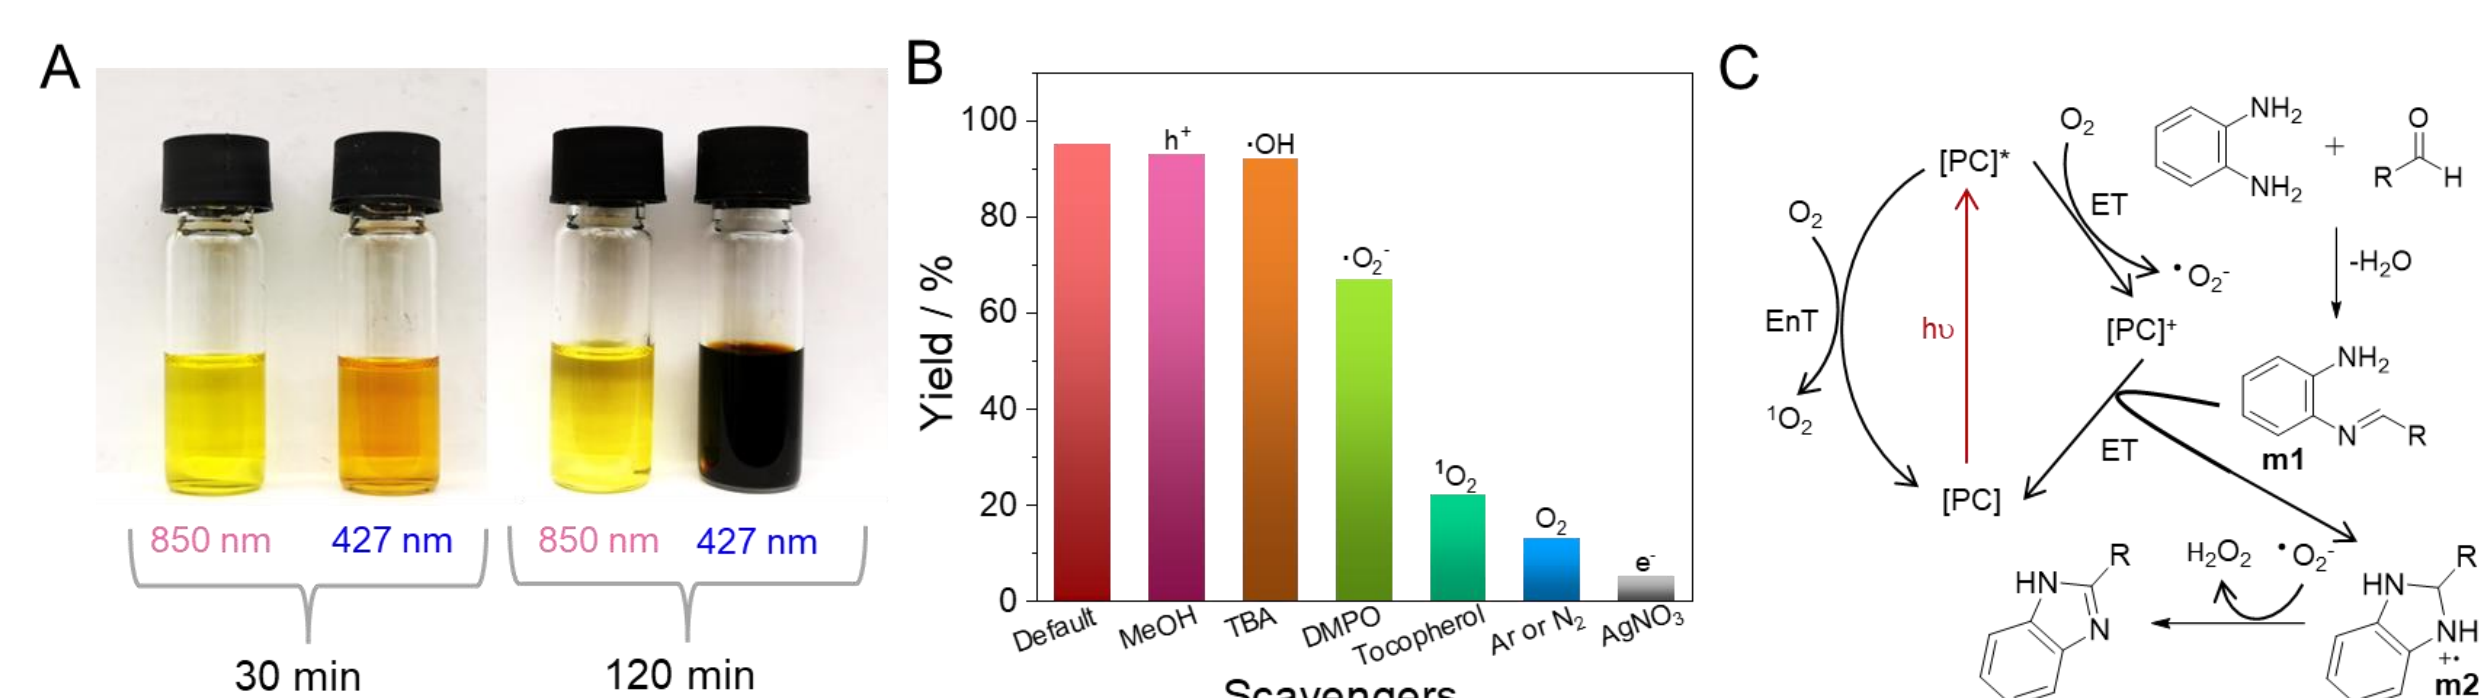 A
850 nm
427 nm
850 nm
427 nm
30 min
120 min
B
Yield / %
100
80
60
40
20
0
h⁺
·OH
·O₂⁻
¹O₂
O₂
e⁻
Default
MeOH
TBA
DMPO
Tocopherol
Ar or N₂
AgNO₃
Scavengers
C
[PC]*
O₂
ET
·O₂⁻
O₂
EnT
¹O₂
hυ
[PC]⁺
ET
[PC]
NH₂
NH₂
+
O
R
H
-H₂O
NH₂
N
R
m1
H₂O₂
·O₂⁻
HN
R
N
HN
R
NH
+·
m2